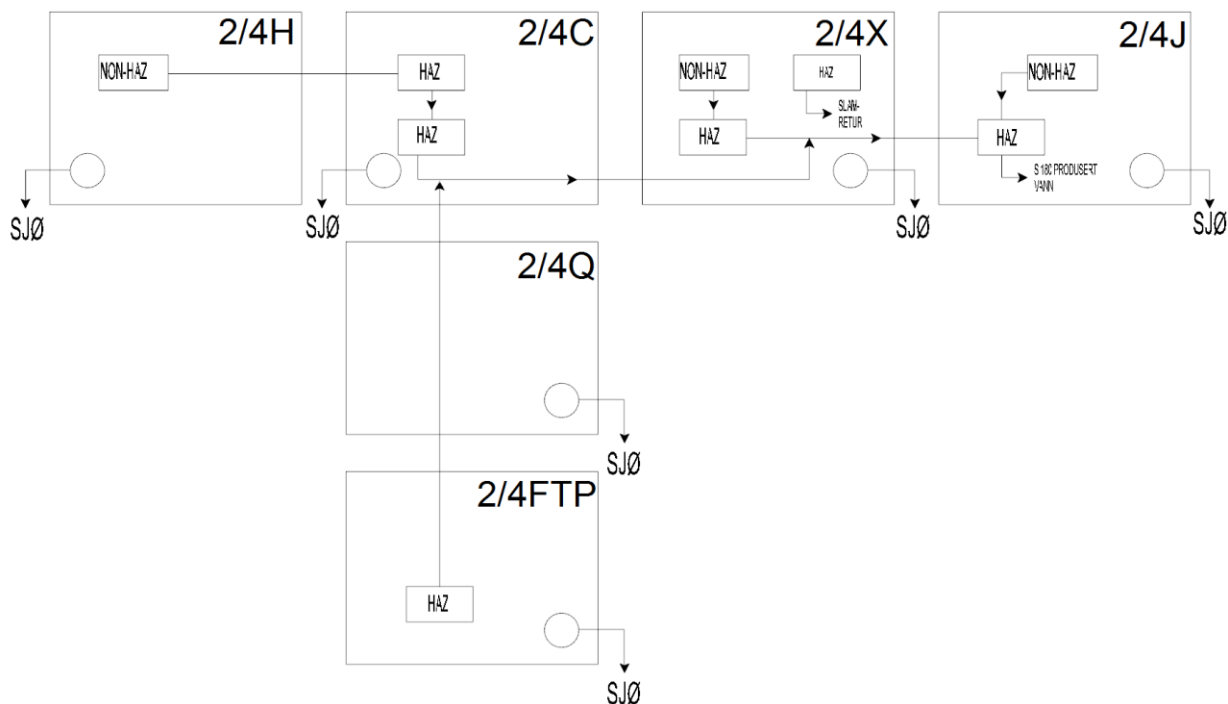 2/4H
NON-HAZ
SJØ
2/4C
HAZ
HAZ
SJØ
2/4X
NON-HAZ
HAZ
HAZ
SLAM-
RETUR
SJØ
2/4J
NON-HAZ
HAZ
S 180 PRODUSERT
VANN
SJØ
2/4Q
SJØ
2/4FTP
HAZ
SJØ